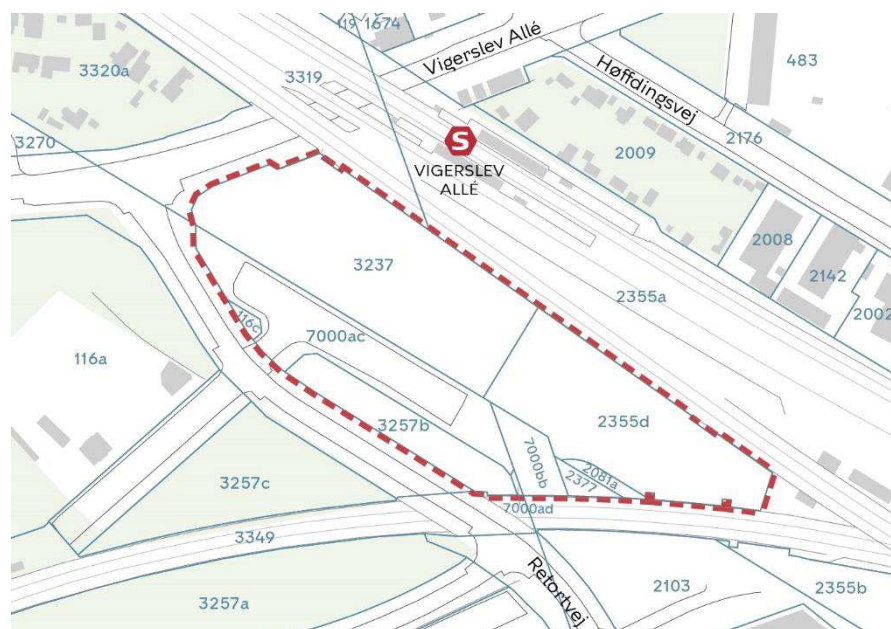 119 1674
Vigerslev Allé
3320a
3319
483
Høffdingsvej
2176
3270
S
VIGERSLEV
ALLÉ
2009
2008
2142
2002
3237
2355a
116c
7000ac
116a
3257b
2355d
7000bb
2081a
2377
3257c
7000ad
3349
Retortvej
2103
2355b
3257a